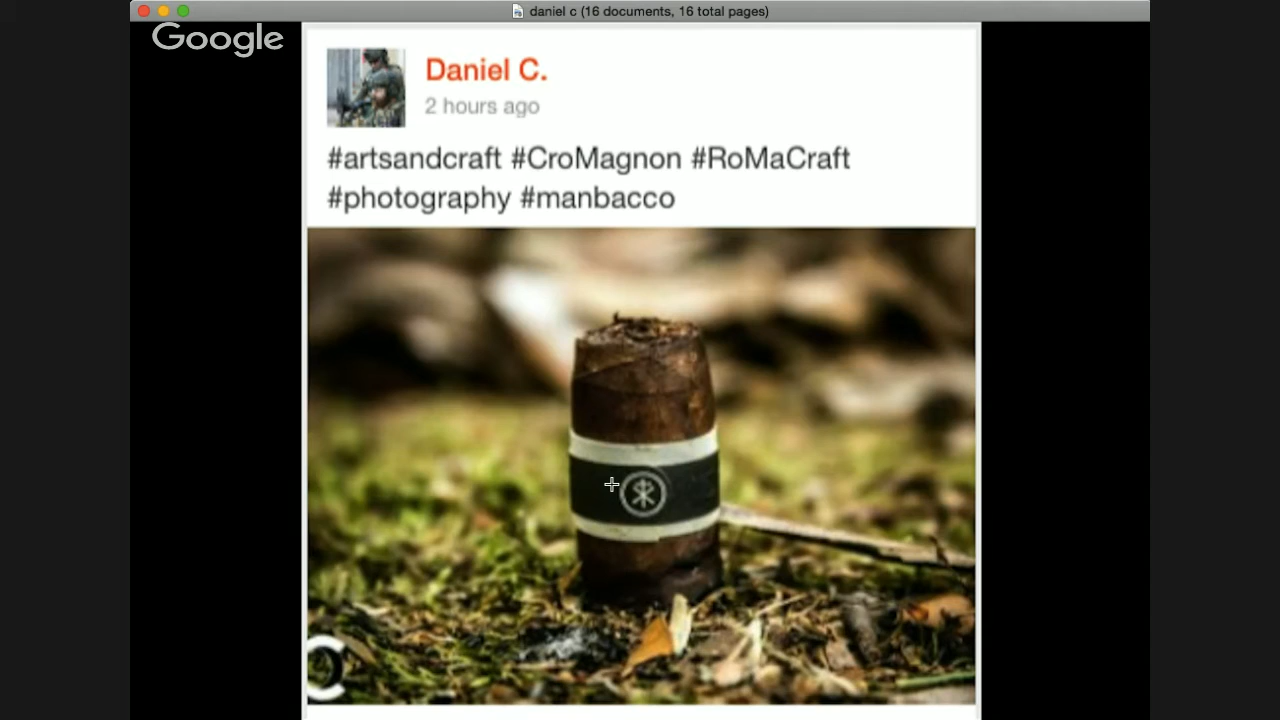 daniel c (16 documents, 16 total pages)
Google
Daniel C.
2 hours ago
#artsandcraft #CroMagnon #RoMaCraft
#photography #manbacco